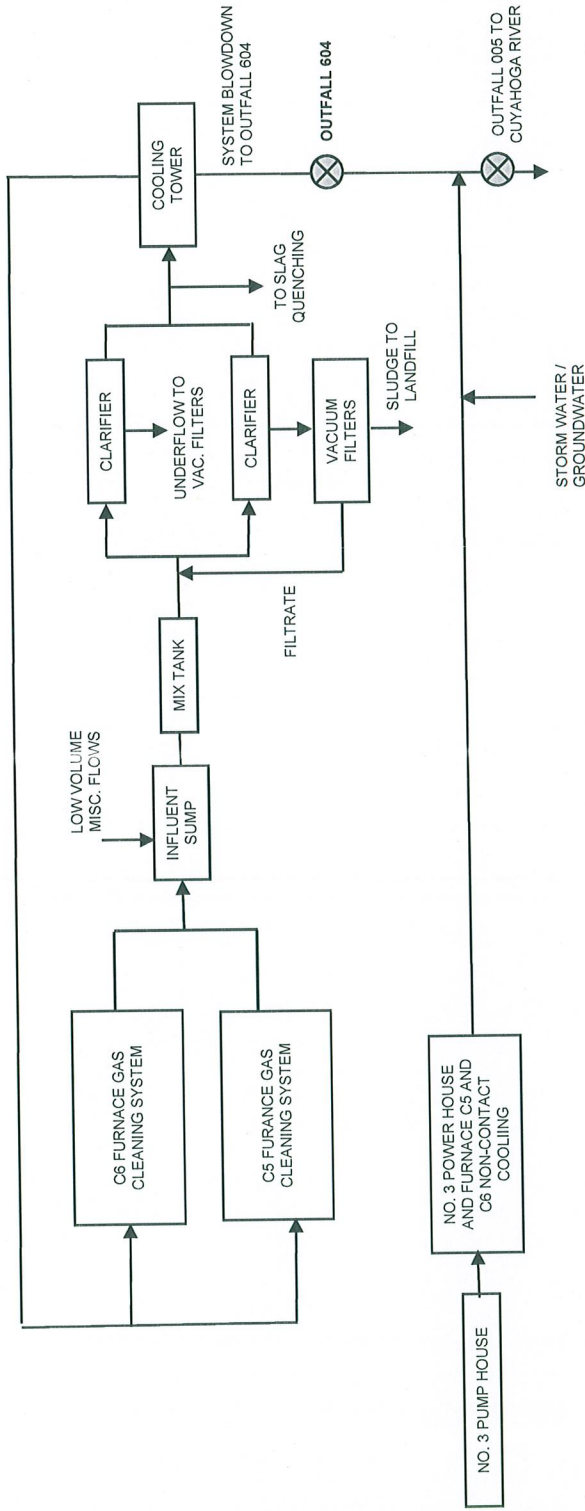 C6 FURNACE GAS
CLEANING SYSTEM
C5 FURANCE GAS
CLEANING SYSTEM
LOW VOLUME
MISC. FLOWS
INFLUENT
SUMP
MIX TANK
FILTRATE
CLARIFIER
UNDERFLOW TO
VAC. FILTERS
CLARIFIER
VACUUM
FILTERS
SLUDGE TO
LANDFILL
TO SLAG
QUENCHING
COOLING
TOWER
SYSTEM BLOWDOWN
TO OUTFALL 604
OUTFALL 604
OUTFALL 005 TO
CUYAHOGA RIVER
NO. 3 PUMP HOUSE
NO. 3 POWER HOUSE
AND FURNACE C5 AND
C6 NON-CONTACT
COOLIING
STORM WATER /
GROUNDWATER